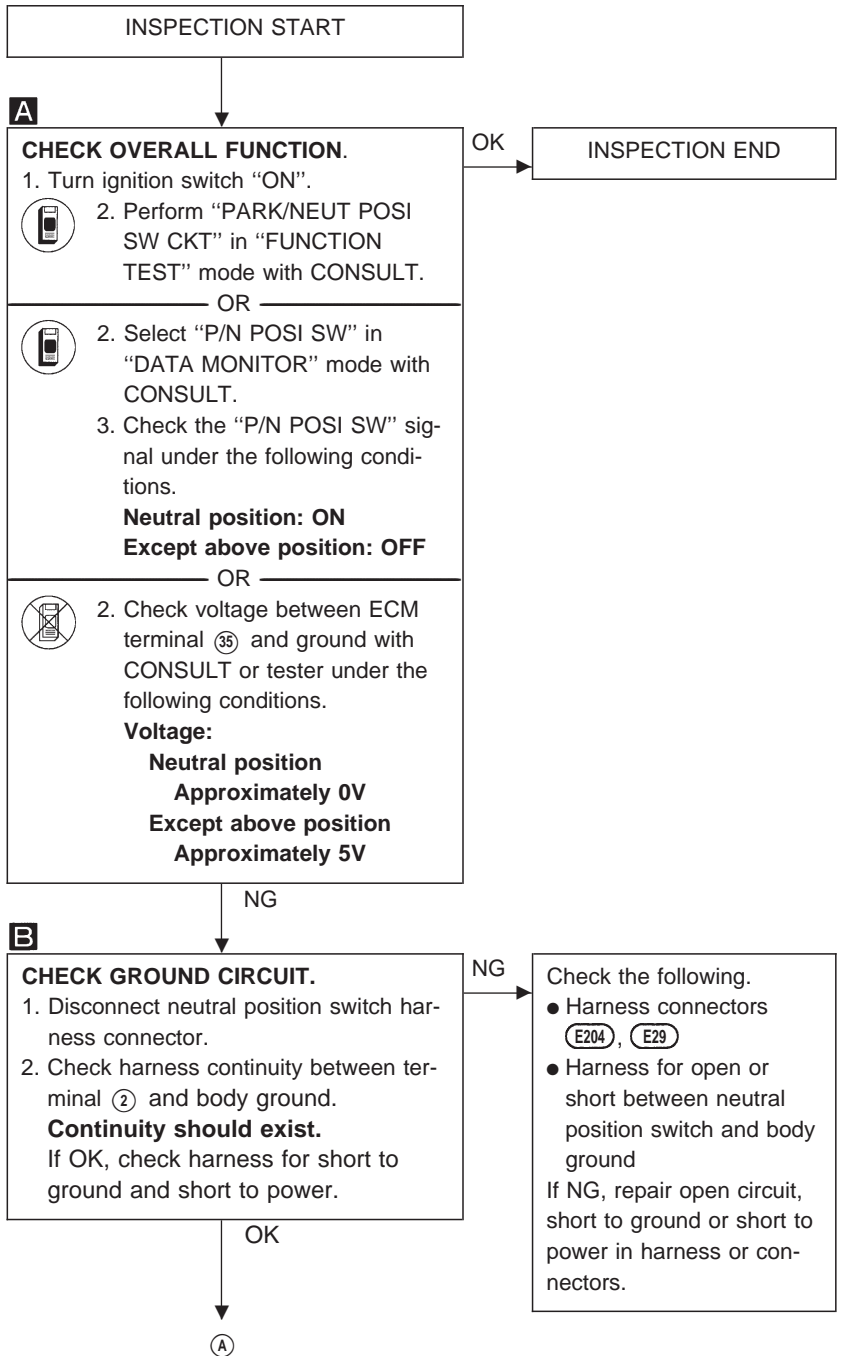 INSPECTION START
A
CHECK OVERALL FUNCTION.
1. Turn ignition switch ‘‘ON’’.
2. Perform ‘‘PARK/NEUT POSI
SW CKT’’ in ‘‘FUNCTION
TEST’’ mode with CONSULT.
OR
2. Select ‘‘P/N POSI SW’’ in
‘‘DATA MONITOR’’ mode with
CONSULT.
3. Check the ‘‘P/N POSI SW’’ sig-
nal under the following condi-
tions.
Neutral position: ON
Except above position: OFF
OR
2. Check voltage between ECM
terminal 35 and ground with
CONSULT or tester under the
following conditions.
Voltage:
Neutral position
Approximately 0V
Except above position
Approximately 5V
OK
INSPECTION END
NG
B
CHECK GROUND CIRCUIT.
1. Disconnect neutral position switch har-
ness connector.
2. Check harness continuity between ter-
minal 2 and body ground.
Continuity should exist.
If OK, check harness for short to
ground and short to power.
NG
Check the following.
● Harness connectors
E204, E29
● Harness for open or
short between neutral
position switch and body
ground
If NG, repair open circuit,
short to ground or short to
power in harness or con-
nectors.
OK
A